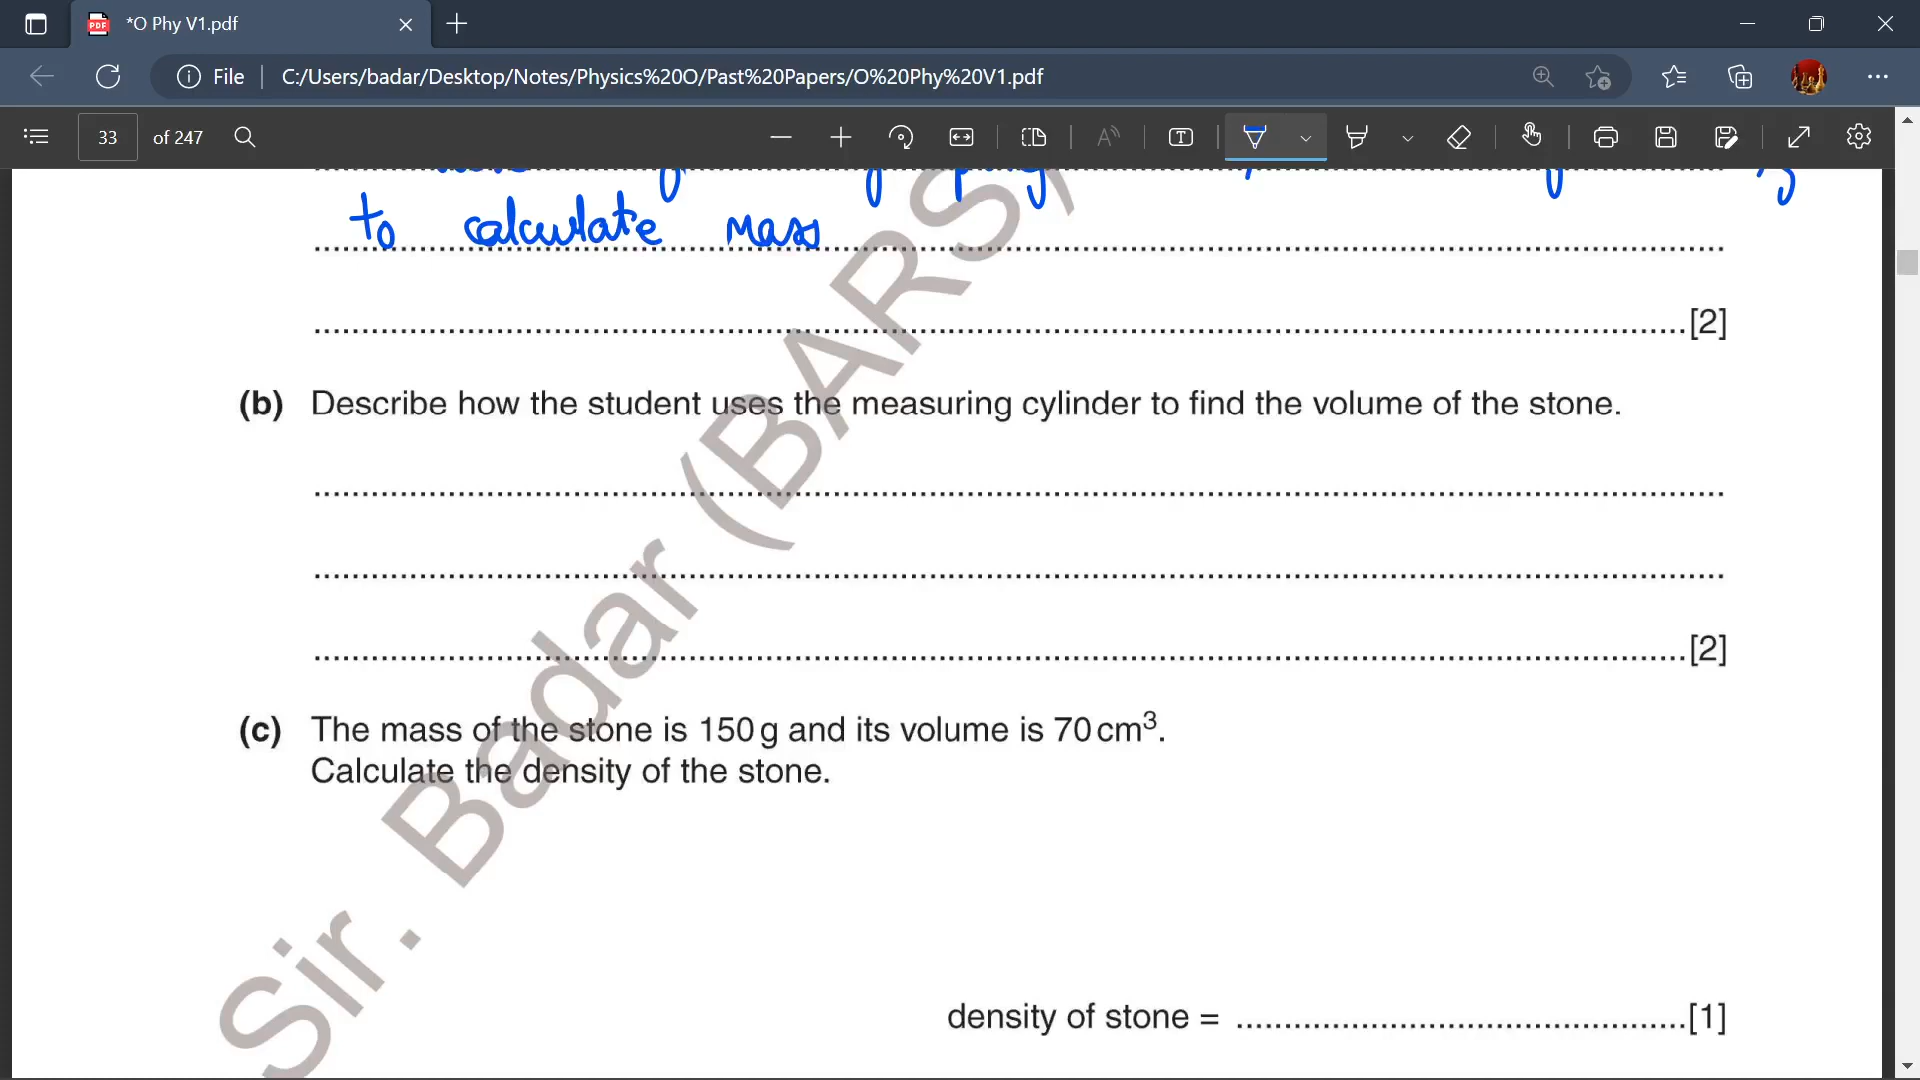 *O Phy V1.pdf
File C:/Users/badar/Desktop/Notes/Physics%20O/Past%20Papers/O%20Phy%20V1.pdf
33 of 247
to calculate mass
[2]
(b) Describe how the student uses the measuring cylinder to find the volume of the stone.
[2]
(c) The mass of the stone is 150 g and its volume is 70 cm³.
Calculate the density of the stone.
density of stone = [1]
Sir. Badar (BARS)